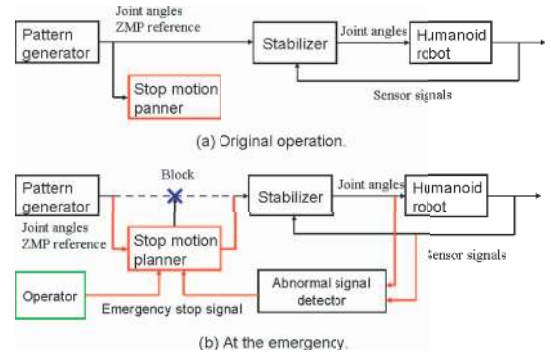 Joint angles
ZMP reference
Pattern
generator
Stabilizer
Joint angles
Humanoid
robot
Stop motion
panner
Sensor signals
(a) Original operation.
Block
Pattern
generator
Stabilizer
Joint angles
Humanoid
robot
Joint angles
ZMP reference
Stop motion
planner
Sensor signals
Operator
Emergency stop signal
Abnormal signal
detector
(b) At the emergency.